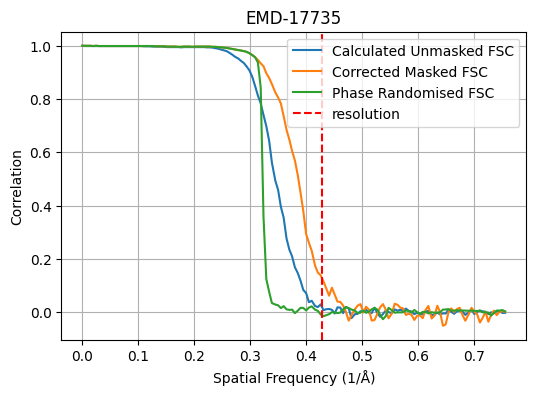 EMD-17735
Calculated Unmasked FSC
Corrected Masked FSC
Phase Randomised FSC
resolution
Correlation
1.0
0.8
0.6
0.4
0.2
0.0
0.0 0.1 0.2 0.3 0.4 0.5 0.6 0.7
Spatial Frequency (1/Å)